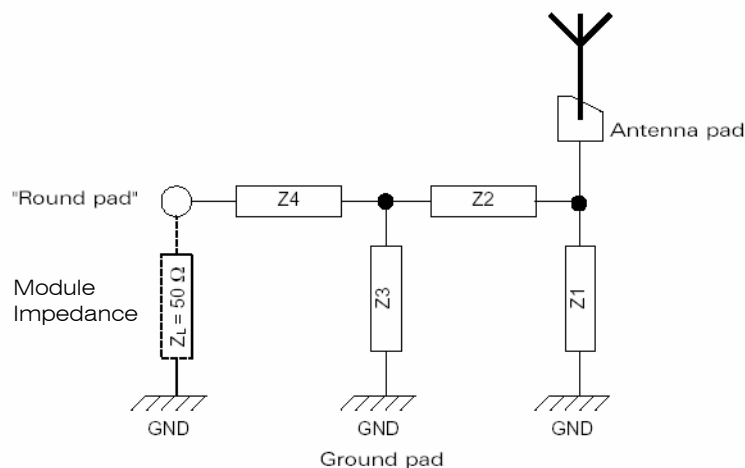 Antenna pad
"Round pad"
Z4
Z2
Module
Impedance
ZL = 50 Ω
Z3
Z1
GND
GND
GND
Ground pad